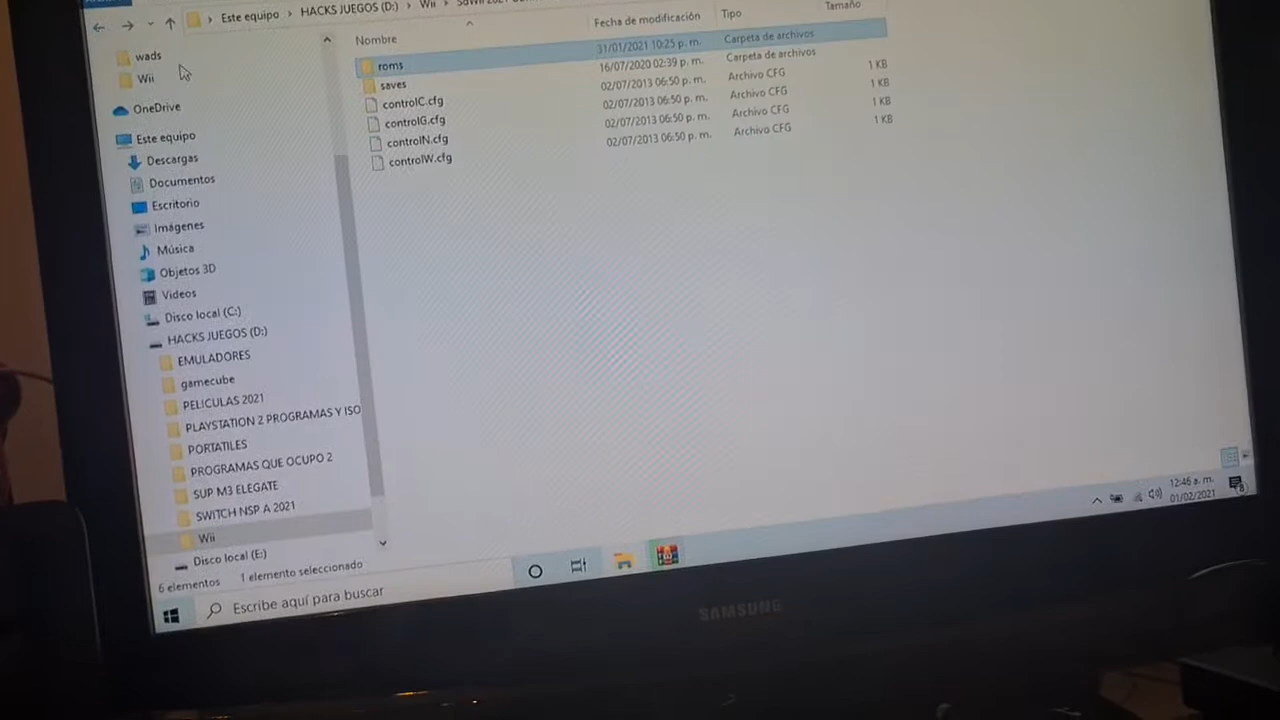 Este equipo > HACKS JUEGOS (D:) > Wii >
Nombre
Fecha de modificación
Tipo
Tamaño
roms
31/01/2021 10:25 p. m.
Carpeta de archivos
saves
16/07/2020 02:39 p. m.
Carpeta de archivos
controlC.cfg
02/07/2013 06:50 p. m.
Archivo CFG
1 KB
controlG.cfg
02/07/2013 06:50 p. m.
Archivo CFG
1 KB
controlN.cfg
02/07/2013 06:50 p. m.
Archivo CFG
1 KB
controlW.cfg
02/07/2013 06:50 p. m.
Archivo CFG
1 KB
wads
Wii
OneDrive
Este equipo
Descargas
Documentos
Escritorio
Imágenes
Música
Objetos 3D
Videos
Disco local (C:)
HACKS JUEGOS (D:)
EMULADORES
gamecube
PELICULAS 2021
PLAYSTATION 2 PROGRAMAS Y ISO
PORTATILES
PROGRAMAS QUE OCUPO 2
SUP M3 ELEGATE
SWITCH NSP A 2021
Wii
Disco local (E:)
6 elementos
1 elemento seleccionado
Escribe aquí para buscar
12:46 a. m.
01/02/2021
8
SAMSUNG